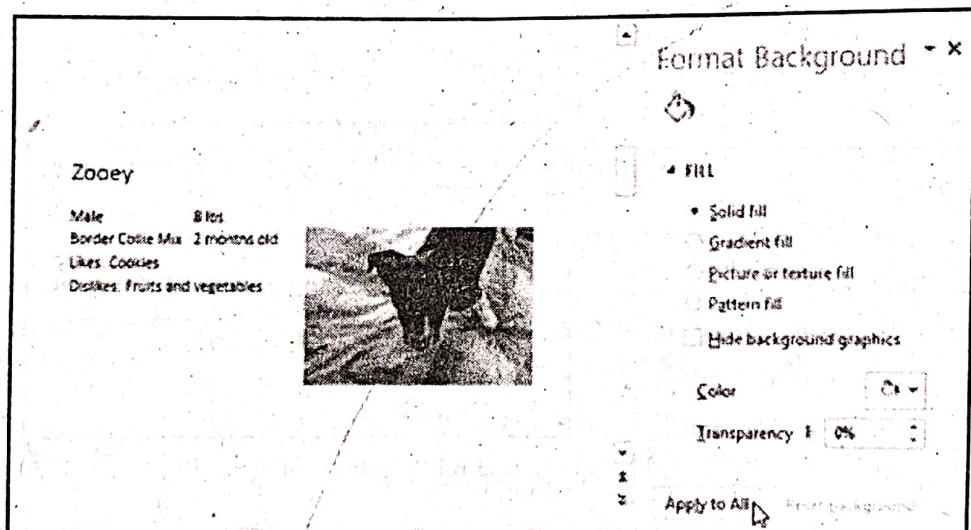 Format Background
Zooey
Male 8 lbs
Border Collie Mix 2 months old
Likes: Cookies
Dislikes: Fruits and vegetables
FILL
Solid fill
Gradient fill
Picture or texture fill
Pattern fill
Hide background graphics
Color
Transparency 0%
Apply to All Reset Background